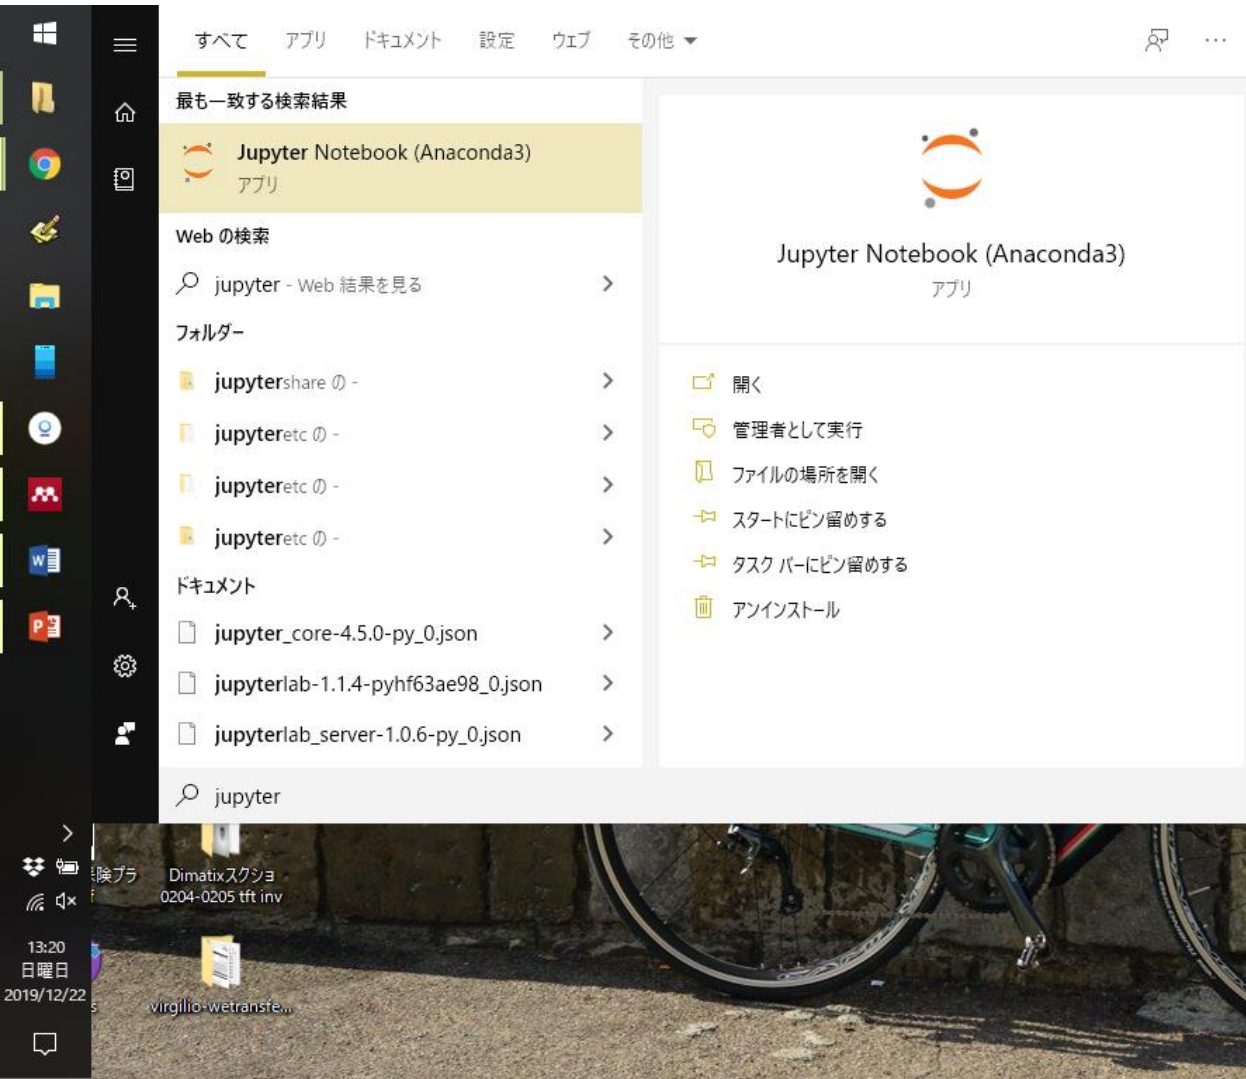 すべて アプリ ドキュメント 設定 ウェブ その他
最も一致する検索結果
Jupyter Notebook (Anaconda3)
アプリ
Web の検索
jupyter - Web 結果を見る
フォルダー
jupytershare の -
jupyteretc の -
jupyteretc の -
jupyteretc の -
ドキュメント
jupyter_core-4.5.0-py_0.json
jupyterlab-1.1.4-pyhf63ae98_0.json
jupyterlab_server-1.0.6-py_0.json
jupyter
Jupyter Notebook (Anaconda3)
アプリ
開く
管理者として実行
ファイルの場所を開く
スタートにピン留めする
タスク バーにピン留めする
アンインストール
険プラ
Dimatixスクショ
0204-0205 tft inv
virgilio-wetransfe...
13:20
日曜日
2019/12/22